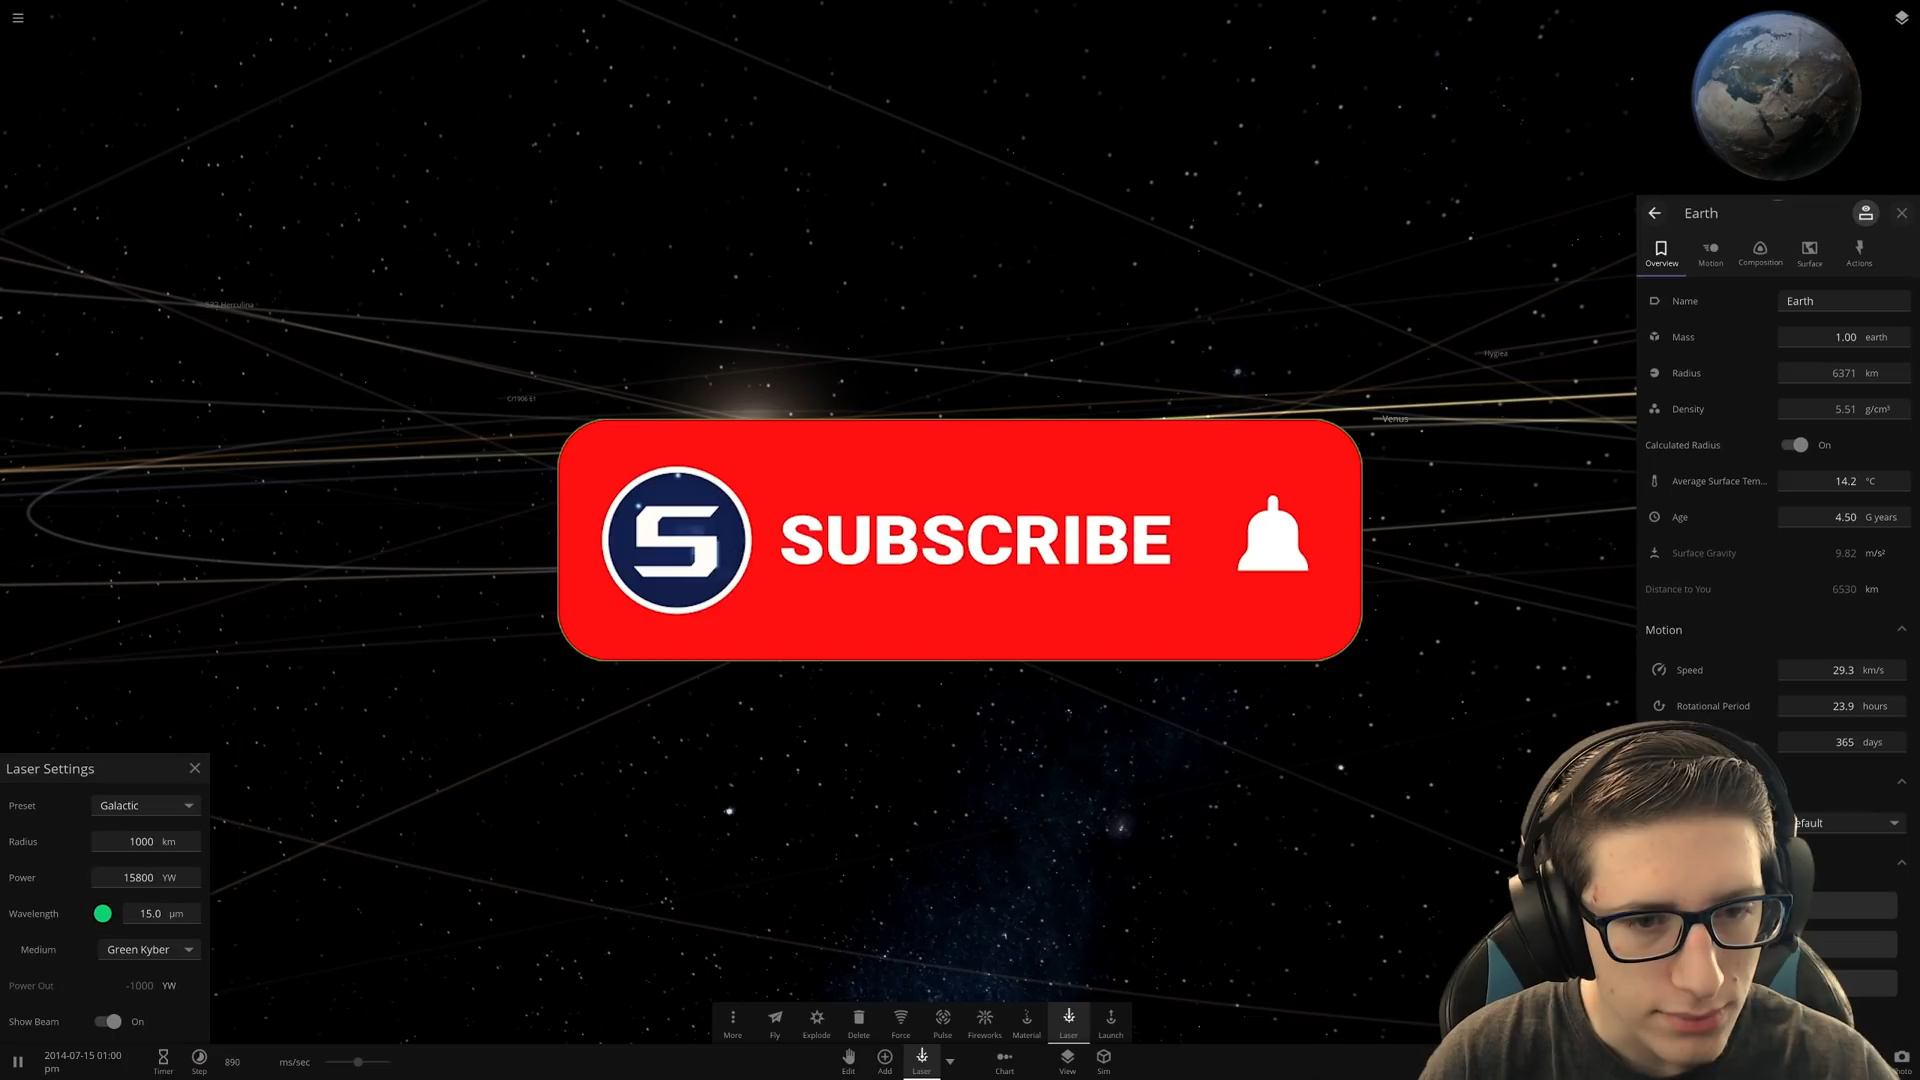 Earth
Overview
Motion
Composition
Surface
Actions
Name
Earth
Mass
1.00 earth
Radius
6371 km
Density
5.51 g/cm³
Calculated Radius
On
Average Surface Tem...
14.2 °C
Age
4.50 G years
Surface Gravity
9.82 m/s²
Distance to You
6530 km
Motion
Speed
29.3 km/s
Rotational Period
23.9 hours
365 days
efault
532 Herculina
Hygiea
C/1906 E1
Venus
S SUBSCRIBE
Laser Settings
Preset
Galactic
Radius
1000 km
Power
15800 YW
Wavelength
15.0 µm
Medium
Green Kyber
Power Out
-1000 YW
Show Beam
On
More
Fly
Explode
Delete
Force
Pulse
Fireworks
Material
Laser
Launch
2014-07-15 01:00
pm
Timer
Step
890 ms/sec
Edit
Add
Laser
Chart
View
Sim
hoto